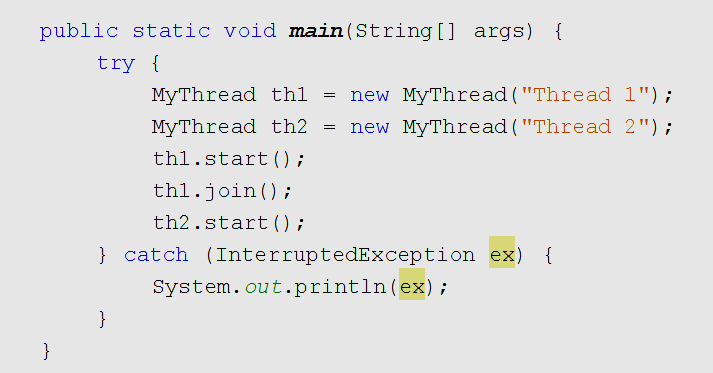 public static void main(String[] args) {
try {
MyThread th1 = new MyThread("Thread 1");
MyThread th2 = new MyThread("Thread 2");
th1.start();
th1.join();
th2.start();
} catch (InterruptedException ex) {
System.out.println(ex);
}
}